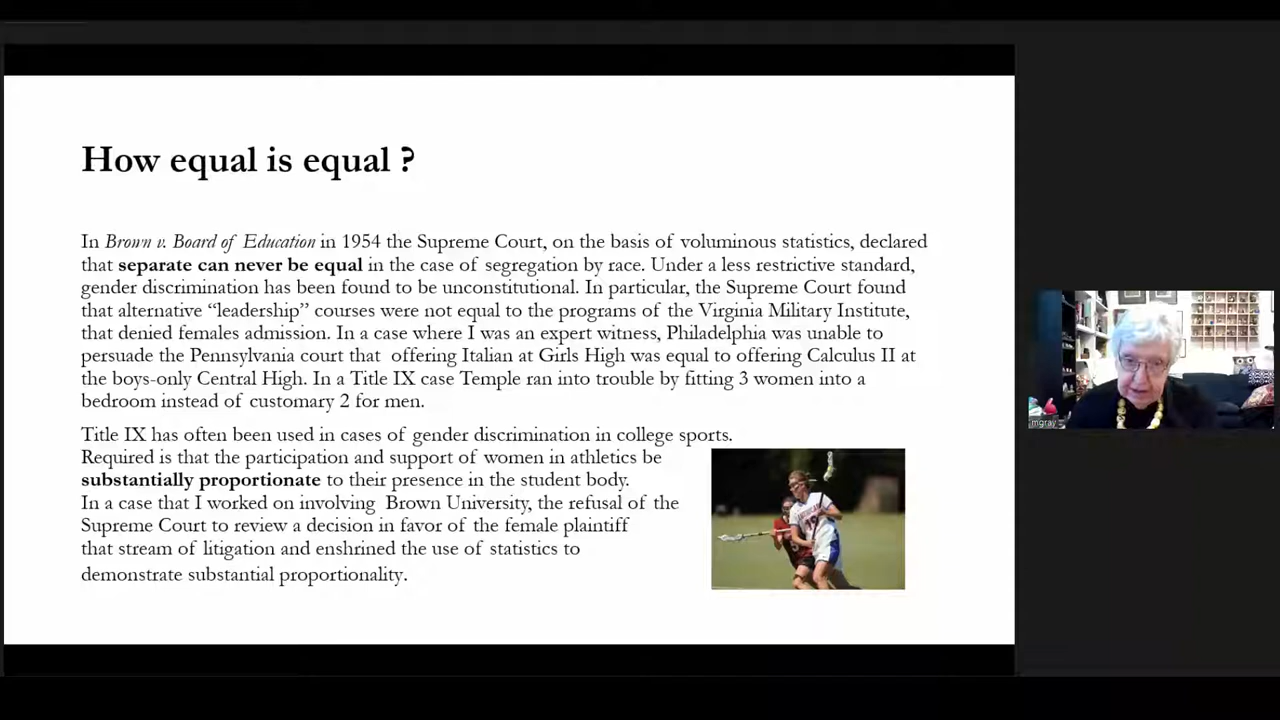 How equal is equal ?
In Brown v. Board of Education in 1954 the Supreme Court, on the basis of voluminous statistics, declared
that separate can never be equal in the case of segregation by race. Under a less restrictive standard,
gender discrimination has been found to be unconstitutional. In particular, the Supreme Court found
that alternative “leadership” courses were not equal to the programs of the Virginia Military Institute,
that denied females admission. In a case where I was an expert witness, Philadelphia was unable to
persuade the Pennsylvania court that offering Italian at Girls High was equal to offering Calculus II at
the boys-only Central High. In a Title IX case Temple ran into trouble by fitting 3 women into a
bedroom instead of customary 2 for men.
Title IX has often been used in cases of gender discrimination in college sports.
Required is that the participation and support of women in athletics be
substantially proportionate to their presence in the student body.
In a case that I worked on involving Brown University, the refusal of the
Supreme Court to review a decision in favor of the female plaintiff
that stream of litigation and enshrined the use of statistics to
demonstrate substantial proportionality.
mgray